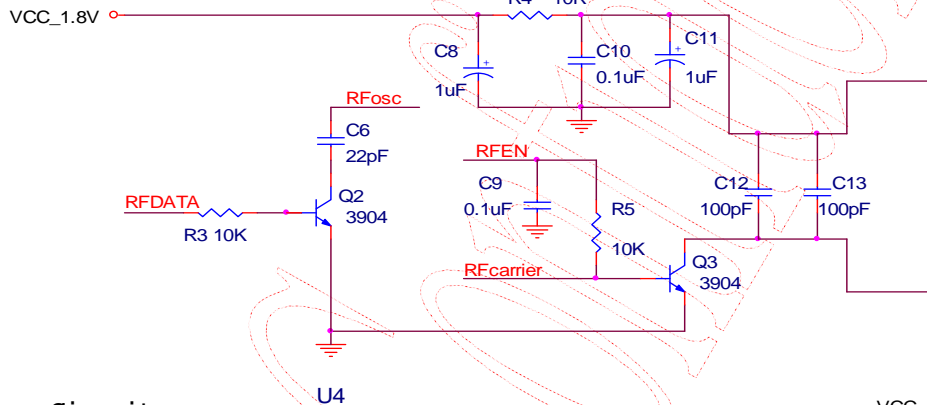 R4 10K
VCC_1.8V
C8
1uF
C10
0.1uF
C11
1uF
RFosc
C6
22pF
RFEN
C9
0.1uF
Q2
3904
RFDATA
R3 10K
R5
10K
C12
100pF
C13
100pF
RFcarrier
Q3
3904
U4